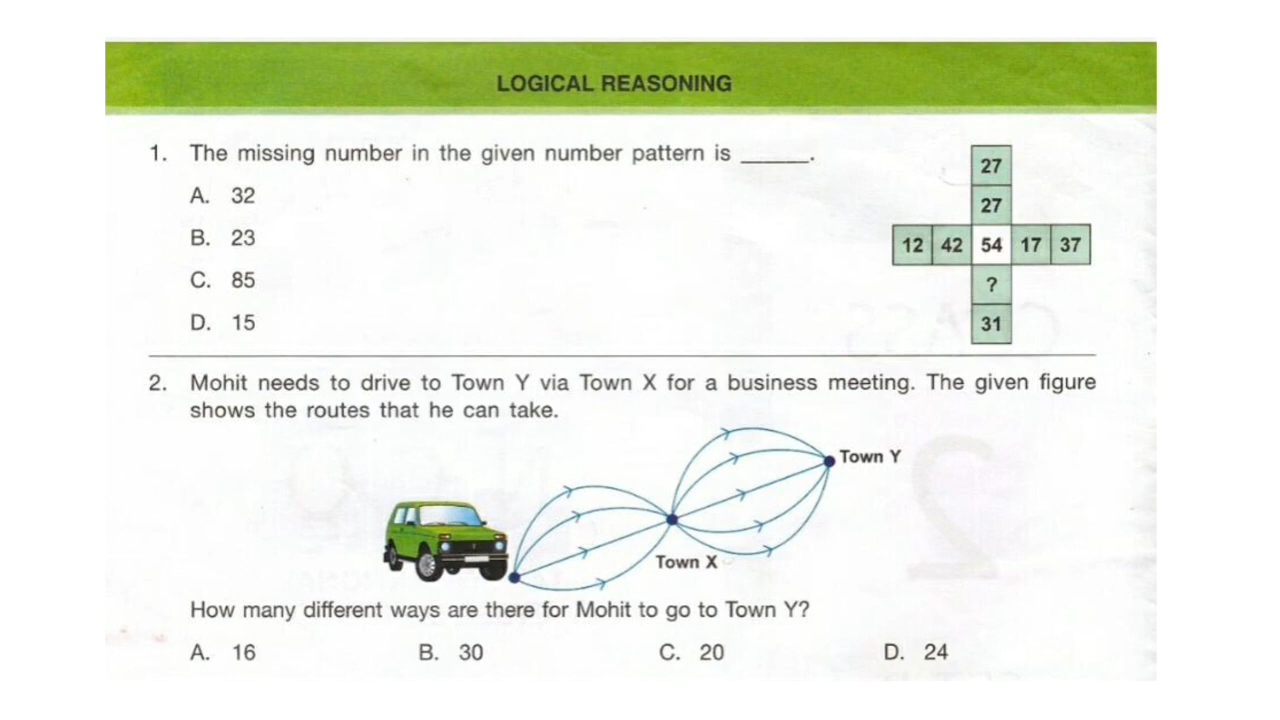 LOGICAL REASONING
1. The missing number in the given number pattern is ______.
A. 32
B. 23
C. 85
D. 15
27
27
12 42 54 17 37
?
31
2. Mohit needs to drive to Town Y via Town X for a business meeting. The given figure
shows the routes that he can take.
Town Y
Town X
How many different ways are there for Mohit to go to Town Y?
A. 16 B. 30 C. 20 D. 24